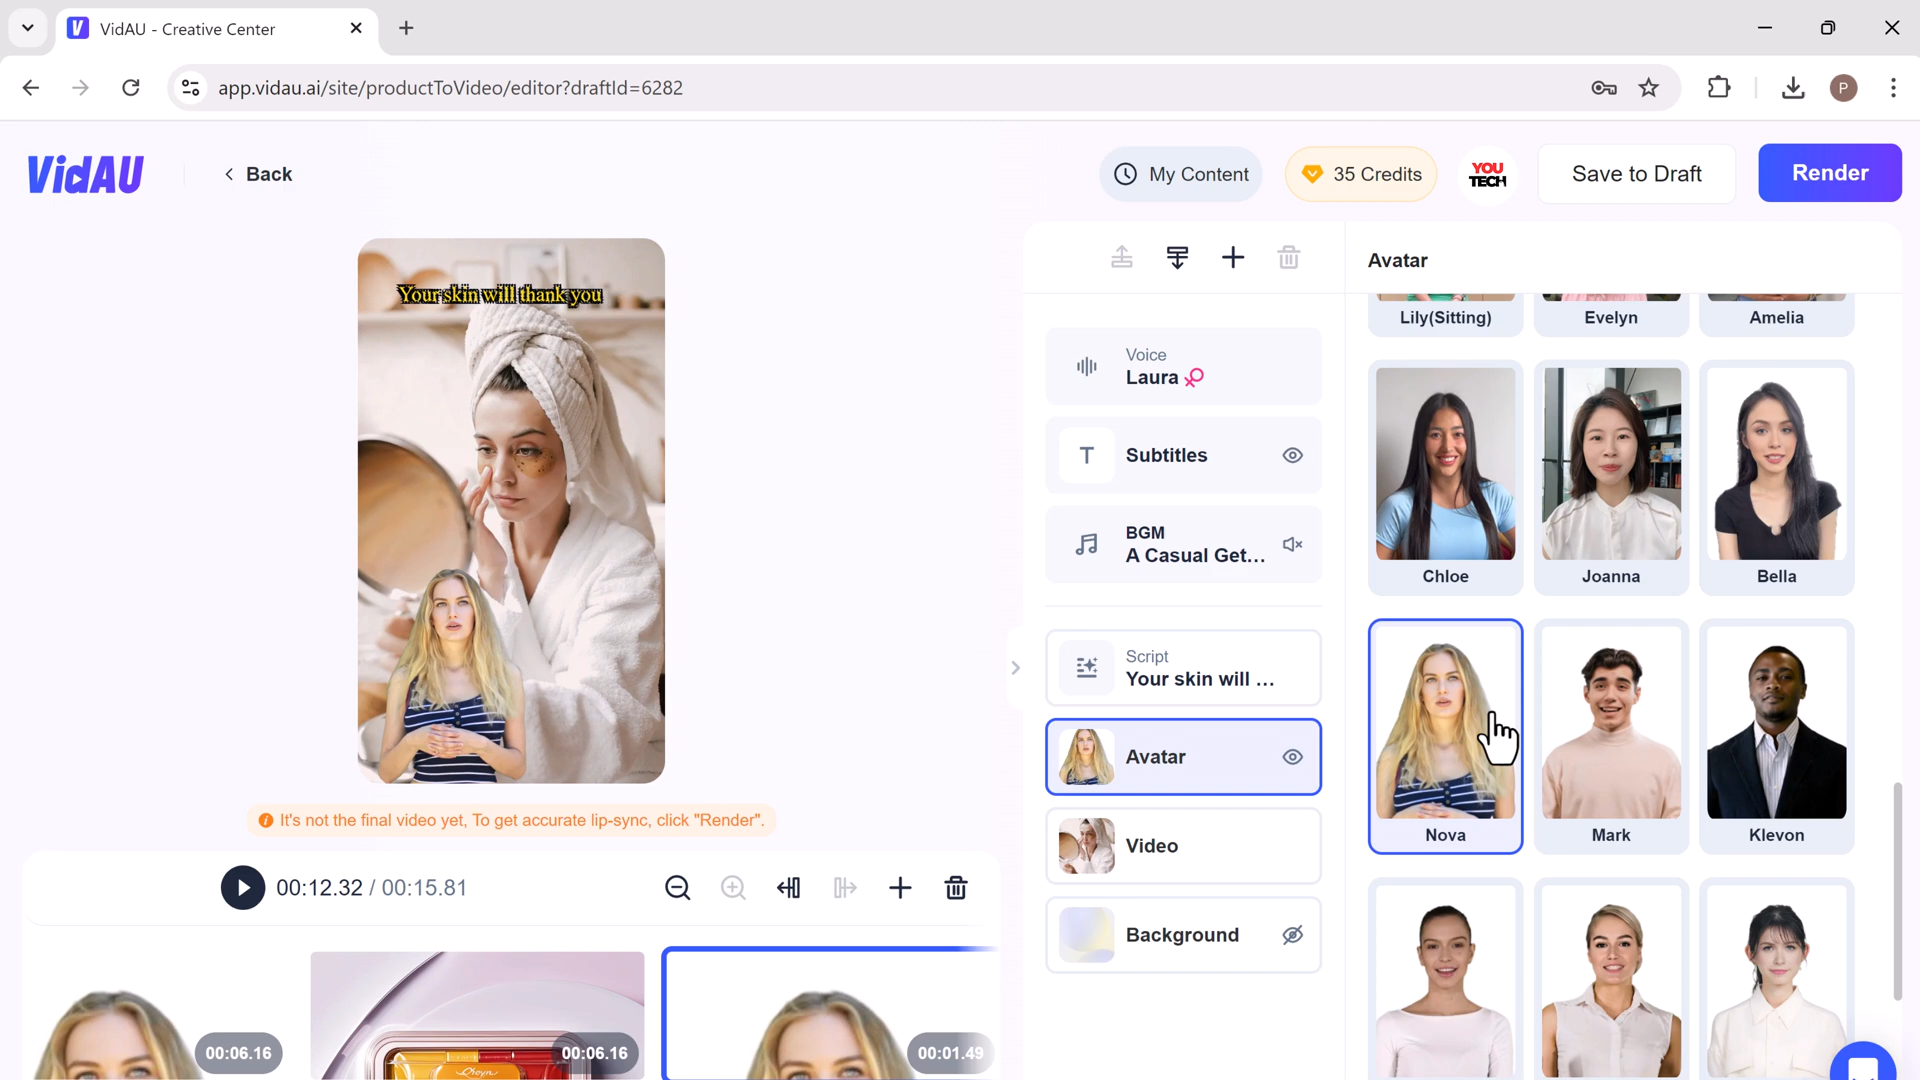 VidAU - Creative Center
app.vidau.ai/site/productToVideo/editor?draftId=6282
P
VidAU
Back
My Content
35 Credits
YOU
TECH
Save to Draft
Render
Your skin will thank you
It's not the final video yet, To get accurate lip-sync, click "Render".
00:12.32 / 00:15.81
00:06.16
00:06.16
00:01.49
Voice
Laura
T
Subtitles
BGM
A Casual Get...
Script
Your skin will ...
Avatar
Video
Background
Avatar
Lily(Sitting)
Evelyn
Amelia
Chloe
Joanna
Bella
Nova
Mark
Klevon